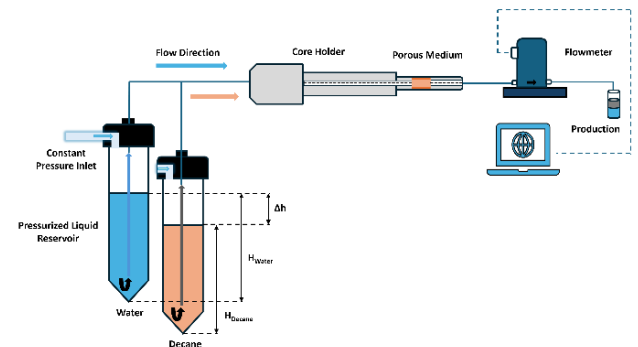 Flow Direction
Core Holder
Porous Medium
Flowmeter
Constant
Pressure Inlet
Production
Δh
Pressurized Liquid
Reservoir
HWater
Water
HDecane
Decane